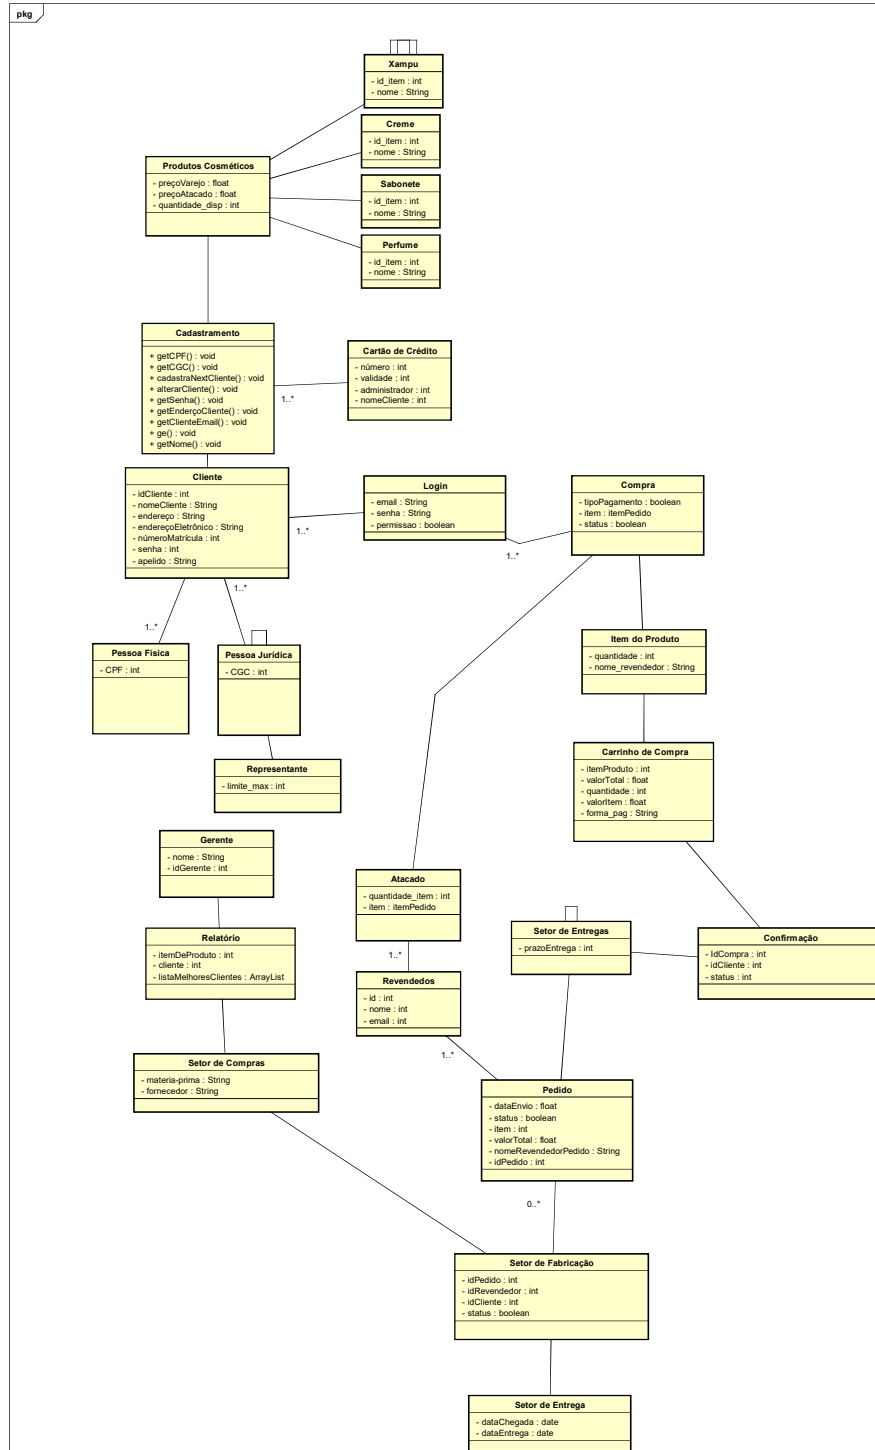 pkg
Xampu
- id_item : int
- nome : String
Creme
- id_item : int
- nome : String
Produtos Cosméticos
- preçoVarejo : float
- preçoAtacado : float
- quantidade_disp : int
Sabonete
- id_item : int
- nome : String
Perfume
- id_item : int
- nome : String
Cadastramento
+ getCPF() : void
+ getCGC() : void
+ cadastraNextCliente() : void
+ alterarCliente() : void
+ getSenha() : void
+ getEnderçoCliente() : void
+ getClienteEmail() : void
+ ge() : void
+ getNome() : void
Cartão de Crédito
- número : int
- validade : int
- administrador : int
- nomeCliente : int
1..*
Cliente
- idCliente : int
- nomeCliente : String
- endereço : String
- endereçoEletrônico : String
- númeroMatrícula : int
- senha : int
- apelido : String
Login
- email : String
- senha : String
- permissao : boolean
1..*
Compra
- tipoPagamento : boolean
- item : itemPedido
- status : boolean
1..*
1..*
1..*
Pessoa Física
- CPF : int
Pessoa Jurídica
- CGC : int
Item do Produto
- quantidade : int
- nome_revendedor : String
Representante
- limite_max : int
Carrinho de Compra
- itemProduto : int
- valorTotal : float
- quantidade : int
- valorItem : float
- forma_pag : String
Gerente
- nome : String
- idGerente : int
Atacado
- quantidade_item : int
- item : itemPedido
Relatório
- itemDeProduto : int
- cliente : int
- listaMelhoresClientes : ArrayList
Setor de Entregas
- prazoEntrega : int
Confirmação
- IdCompra : int
- idCliente : int
- status : int
1..*
Revendedos
- id : int
- nome : int
- email : int
1..*
Setor de Compras
- materia-prima : String
- fornecedor : String
Pedido
- dataEnvio : float
- status : boolean
- item : int
- valorTotal : float
- nomeRevendedorPedido : String
- idPedido : int
0..*
Setor de Fabricação
- idPedido : int
- idRevendedor : int
- idCliente : int
- status : boolean
Setor de Entrega
- dataChegada : date
- dataEntrega : date